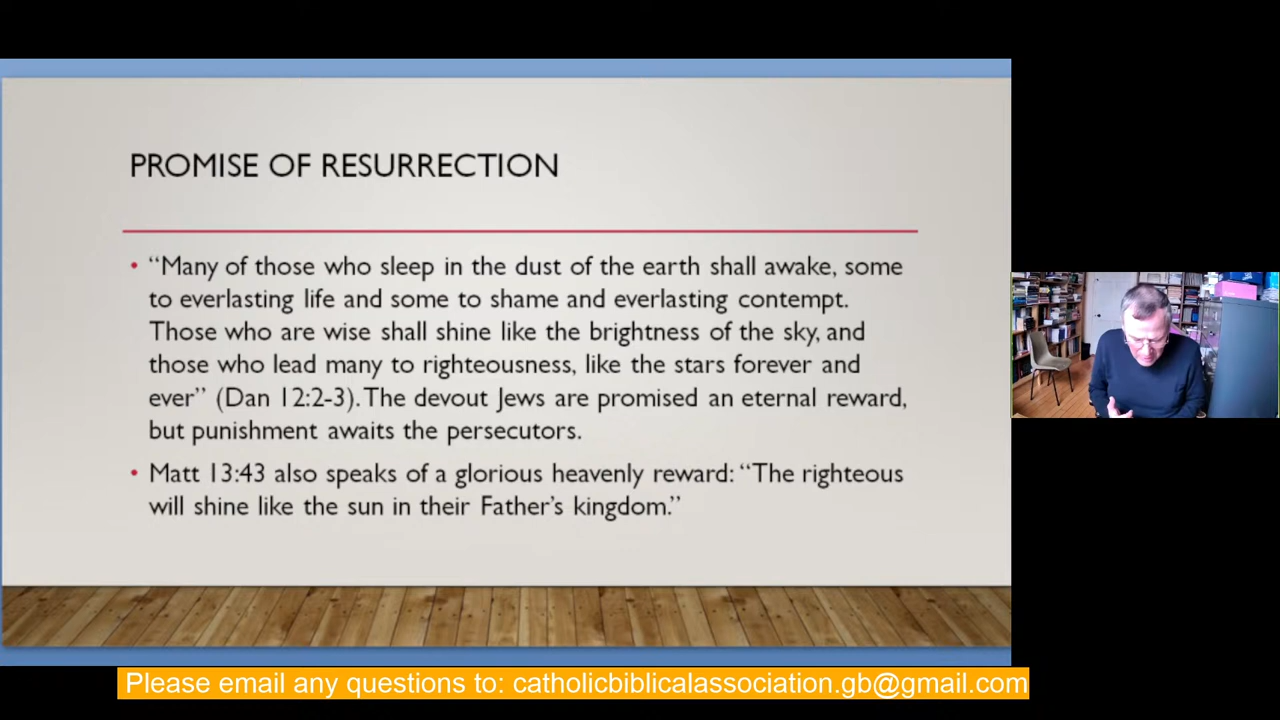 PROMISE OF RESURRECTION
• “Many of those who sleep in the dust of the earth shall awake, some
to everlasting life and some to shame and everlasting contempt.
Those who are wise shall shine like the brightness of the sky, and
those who lead many to righteousness, like the stars forever and
ever” (Dan 12:2-3). The devout Jews are promised an eternal reward,
but punishment awaits the persecutors.
• Matt 13:43 also speaks of a glorious heavenly reward: “The righteous
will shine like the sun in their Father’s kingdom.”
Please email any questions to: catholicbiblicalassociation.gb@gmail.com